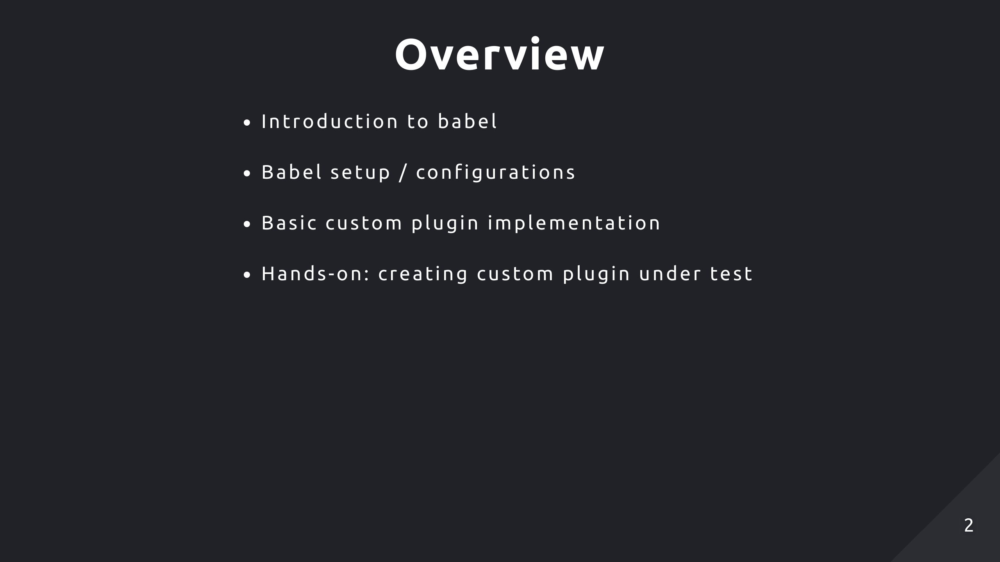 Overview
• Introduction to babel
• Babel setup / configurations
• Basic custom plugin implementation
• Hands-on: creating custom plugin under test
2